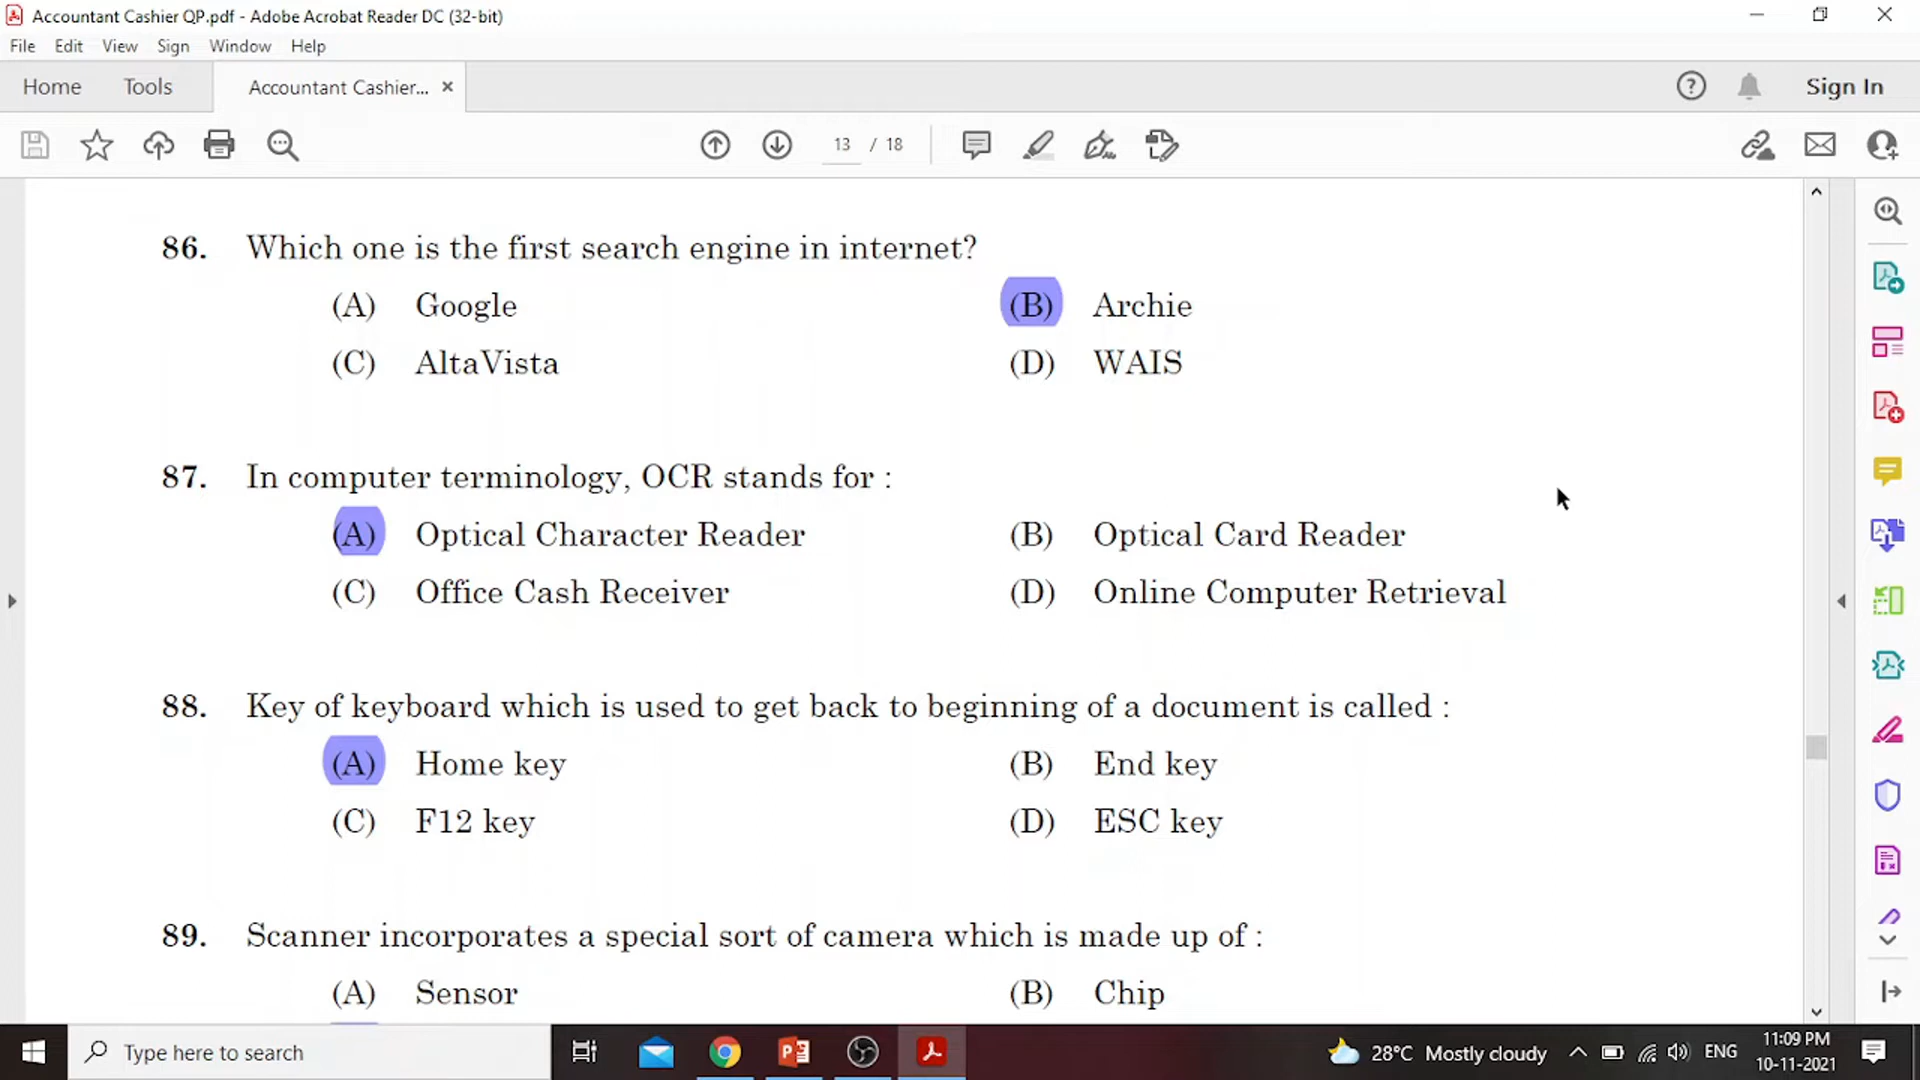 Accountant Cashier QP.pdf - Adobe Acrobat Reader DC (32-bit)
File Edit View Sign Window Help
Home Tools Accountant Cashier... × Sign In
13 / 18
86. Which one is the first search engine in internet?
(A) Google (B) Archie
(C) AltaVista (D) WAIS
87. In computer terminology, OCR stands for :
(A) Optical Character Reader (B) Optical Card Reader
(C) Office Cash Receiver (D) Online Computer Retrieval
88. Key of keyboard which is used to get back to beginning of a document is called :
(A) Home key (B) End key
(C) F12 key (D) ESC key
89. Scanner incorporates a special sort of camera which is made up of :
(A) Sensor (B) Chip
Type here to search 28°C Mostly cloudy ENG 11:09 PM
10-11-2021